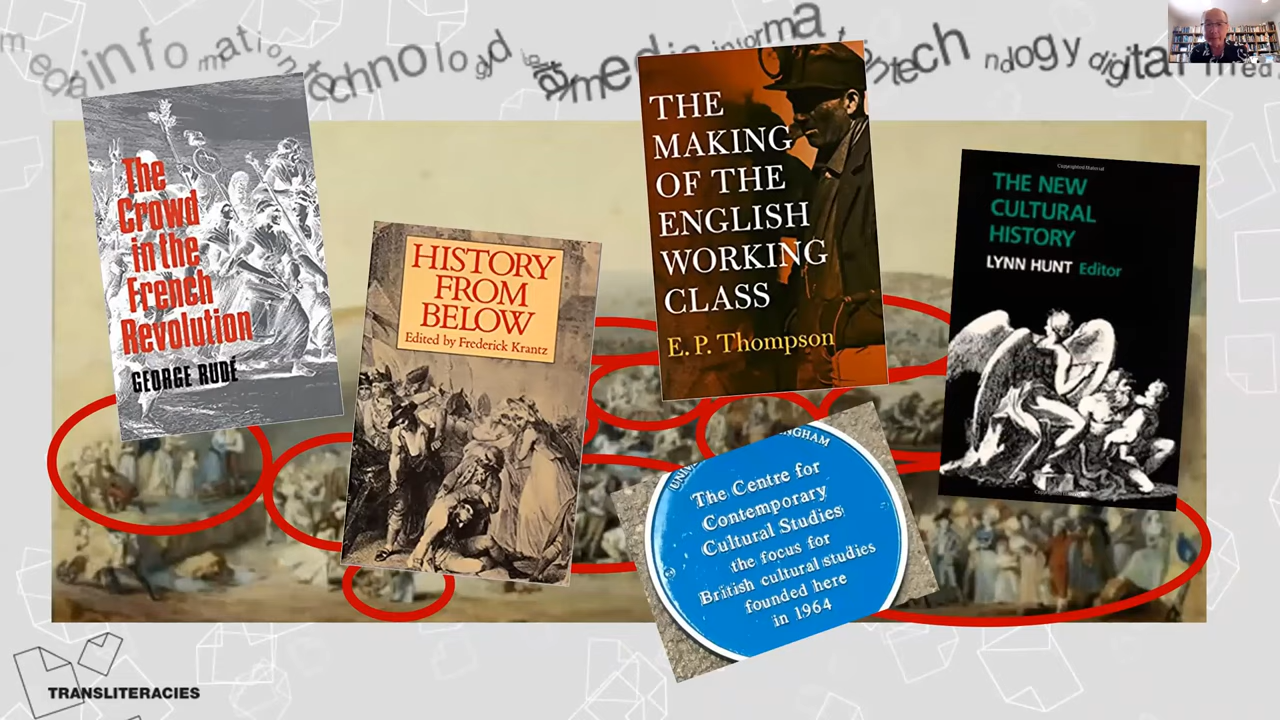 The
Crowd
in the
French
Revolution
GEORGE RUDÉ
HISTORY
FROM
BELOW
Edited by Frederick Krantz
THE
MAKING
OF THE
ENGLISH
WORKING
CLASS
E. P. Thompson
Copyrighted Material
THE NEW
CULTURAL
HISTORY
LYNN HUNT Editor
The Centre for
Contemporary
Cultural Studies
the focus for
British cultural studies
founded here
in 1964
TRANSLITERACIES